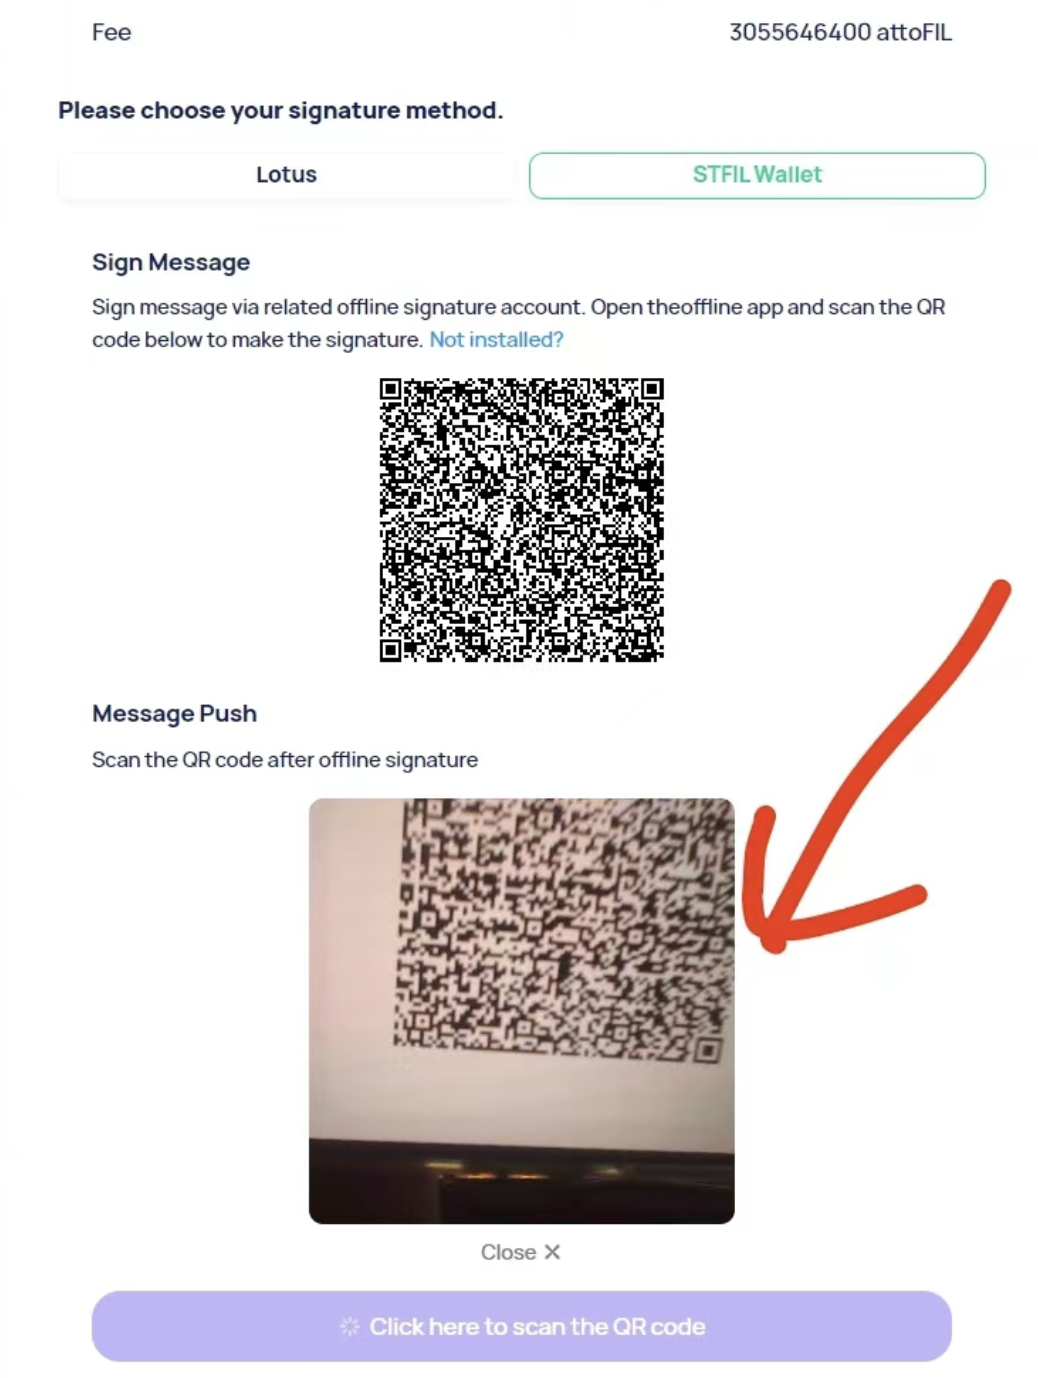 Fee 3055646400 attoFIL
Please choose your signature method.
Lotus STFIL Wallet
Sign Message
Sign message via related offline signature account. Open theoffline app and scan the QR
code below to make the signature. Not installed?
Message Push
Scan the QR code after offline signature
Close ✕
Click here to scan the QR code